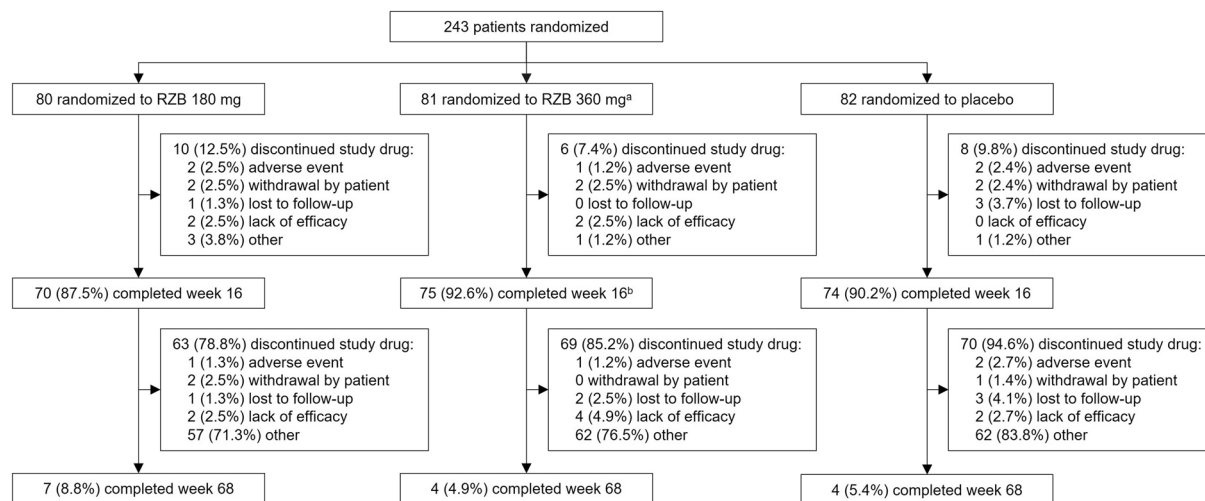 243 patients randomized
80 randomized to RZB 180 mg
81 randomized to RZB 360 mgᵃ
82 randomized to placebo
10 (12.5%) discontinued study drug:
2 (2.5%) adverse event
2 (2.5%) withdrawal by patient
1 (1.3%) lost to follow-up
2 (2.5%) lack of efficacy
3 (3.8%) other
6 (7.4%) discontinued study drug:
1 (1.2%) adverse event
2 (2.5%) withdrawal by patient
0 lost to follow-up
2 (2.5%) lack of efficacy
1 (1.2%) other
8 (9.8%) discontinued study drug:
2 (2.4%) adverse event
2 (2.4%) withdrawal by patient
3 (3.7%) lost to follow-up
0 lack of efficacy
1 (1.2%) other
70 (87.5%) completed week 16
75 (92.6%) completed week 16ᵇ
74 (90.2%) completed week 16
63 (78.8%) discontinued study drug:
1 (1.3%) adverse event
2 (2.5%) withdrawal by patient
1 (1.3%) lost to follow-up
2 (2.5%) lack of efficacy
57 (71.3%) other
69 (85.2%) discontinued study drug:
1 (1.2%) adverse event
0 withdrawal by patient
2 (2.5%) lost to follow-up
4 (4.9%) lack of efficacy
62 (76.5%) other
70 (94.6%) discontinued study drug:
2 (2.7%) adverse event
1 (1.4%) withdrawal by patient
3 (4.1%) lost to follow-up
2 (2.7%) lack of efficacy
62 (83.8%) other
7 (8.8%) completed week 68
4 (4.9%) completed week 68
4 (5.4%) completed week 68